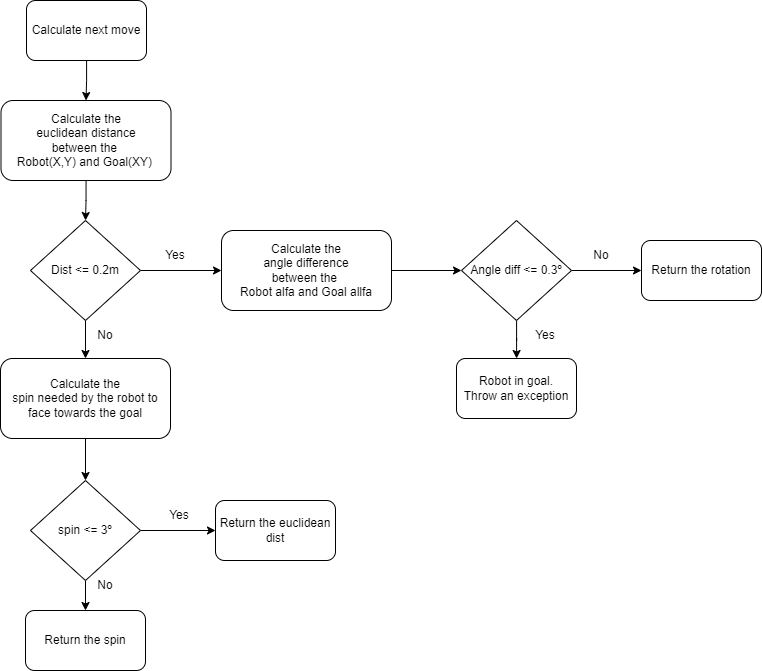 Calculate next move
Calculate the
euclidean distance
between the
Robot(X,Y) and Goal(XY)
Dist <= 0.2m
Yes
Calculate the
angle difference
between the
Robot alfa and Goal allfa
Angle diff <= 0.3º
No
Return the rotation
No
Yes
Calculate the
spin needed by the robot to
face towards the goal
Robot in goal.
Throw an exception
spin <= 3º
Yes
Return the euclidean
dist
No
Return the spin